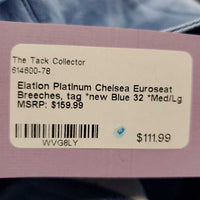 The Tack Collector
614600-78
Elation Platinum Chelsea Euroseat
Breeches, tag *new Blue 32 *Med/Lg
MSRP: $159.99
$111.99
WVG8LY